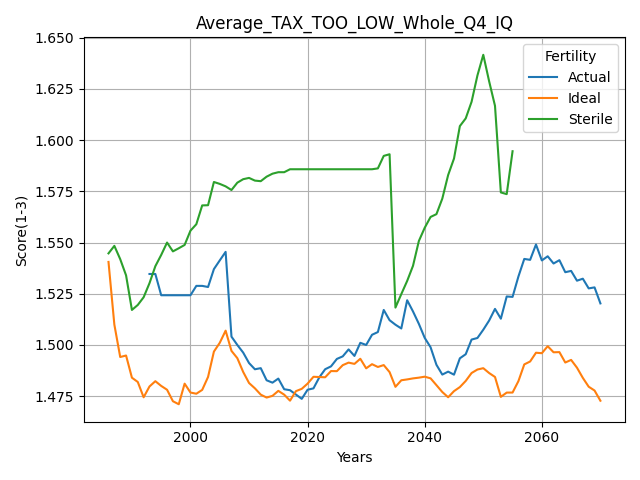 Average_TAX_TOO_LOW_Whole_Q4_IQ
Score(1-3)
1.650
1.625
1.600
1.575
1.550
1.525
1.500
1.475
Fertility
Actual
Ideal
Sterile
2000
2020
2040
2060
Years